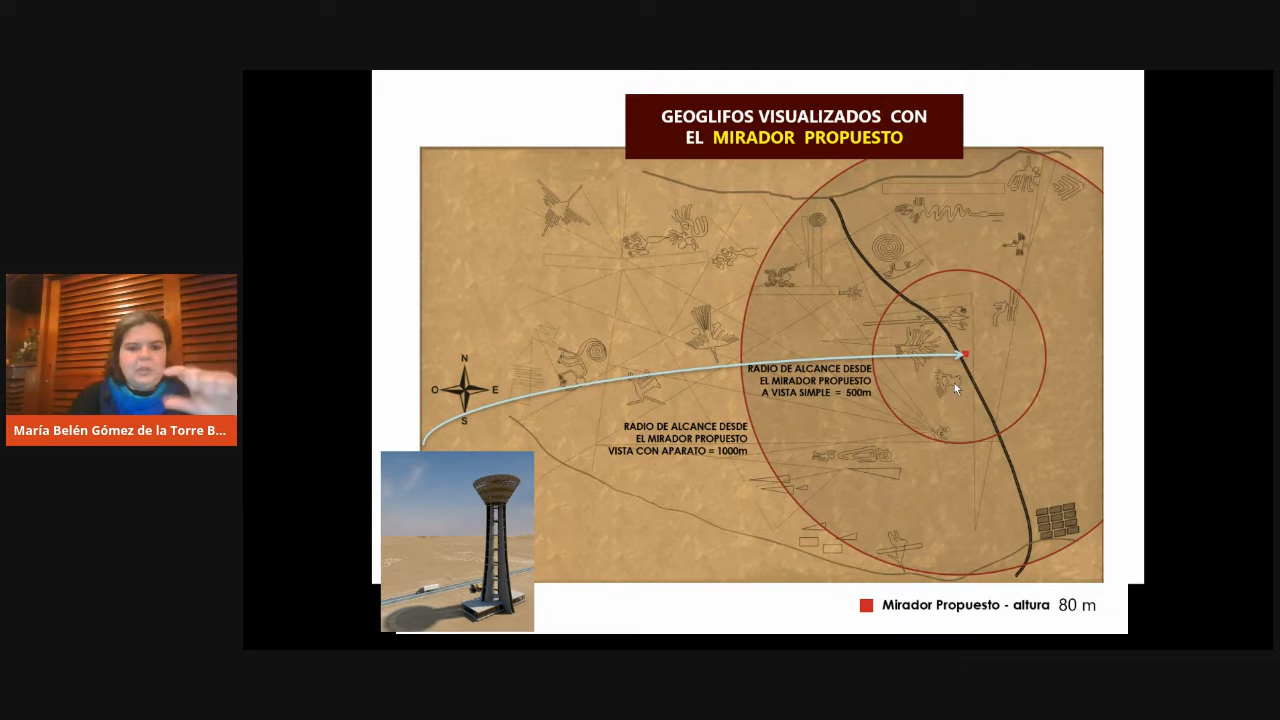 GEOGLIFOS VISUALIZADOS CON
EL MIRADOR PROPUESTO
N
O E
S
RADIO DE ALCANCE DESDE
EL MIRADOR PROPUESTO
A VISTA SIMPLE = 500m
RADIO DE ALCANCE DESDE
EL MIRADOR PROPUESTO
VISTA CON APARATO = 1000m
María Belén Gómez de la Torre B...
Mirador Propuesto - altura 80 m